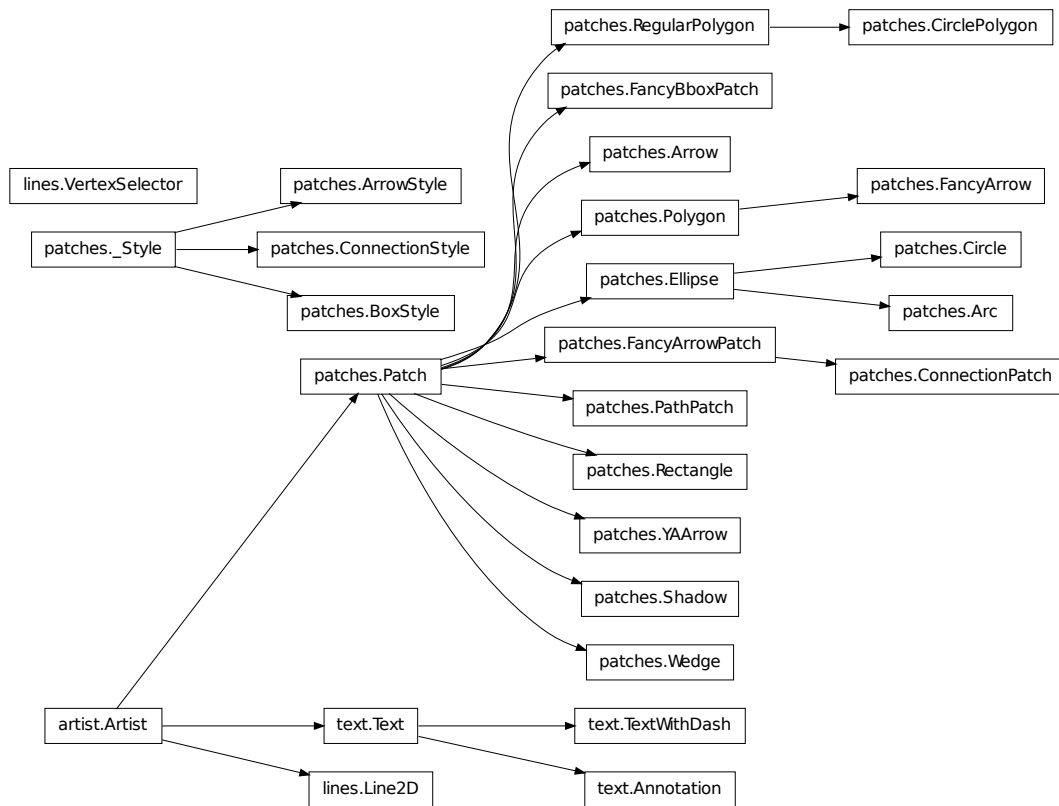 patches.RegularPolygon
patches.CirclePolygon
patches.FancyBboxPatch
patches.Arrow
lines.VertexSelector
patches.ArrowStyle
patches.FancyArrow
patches.Polygon
patches._Style
patches.ConnectionStyle
patches.Circle
patches.Ellipse
patches.BoxStyle
patches.Arc
patches.FancyArrowPatch
patches.Patch
patches.ConnectionPatch
patches.PathPatch
patches.Rectangle
patches.YAArrow
patches.Shadow
patches.Wedge
artist.Artist
text.Text
text.TextWithDash
lines.Line2D
text.Annotation